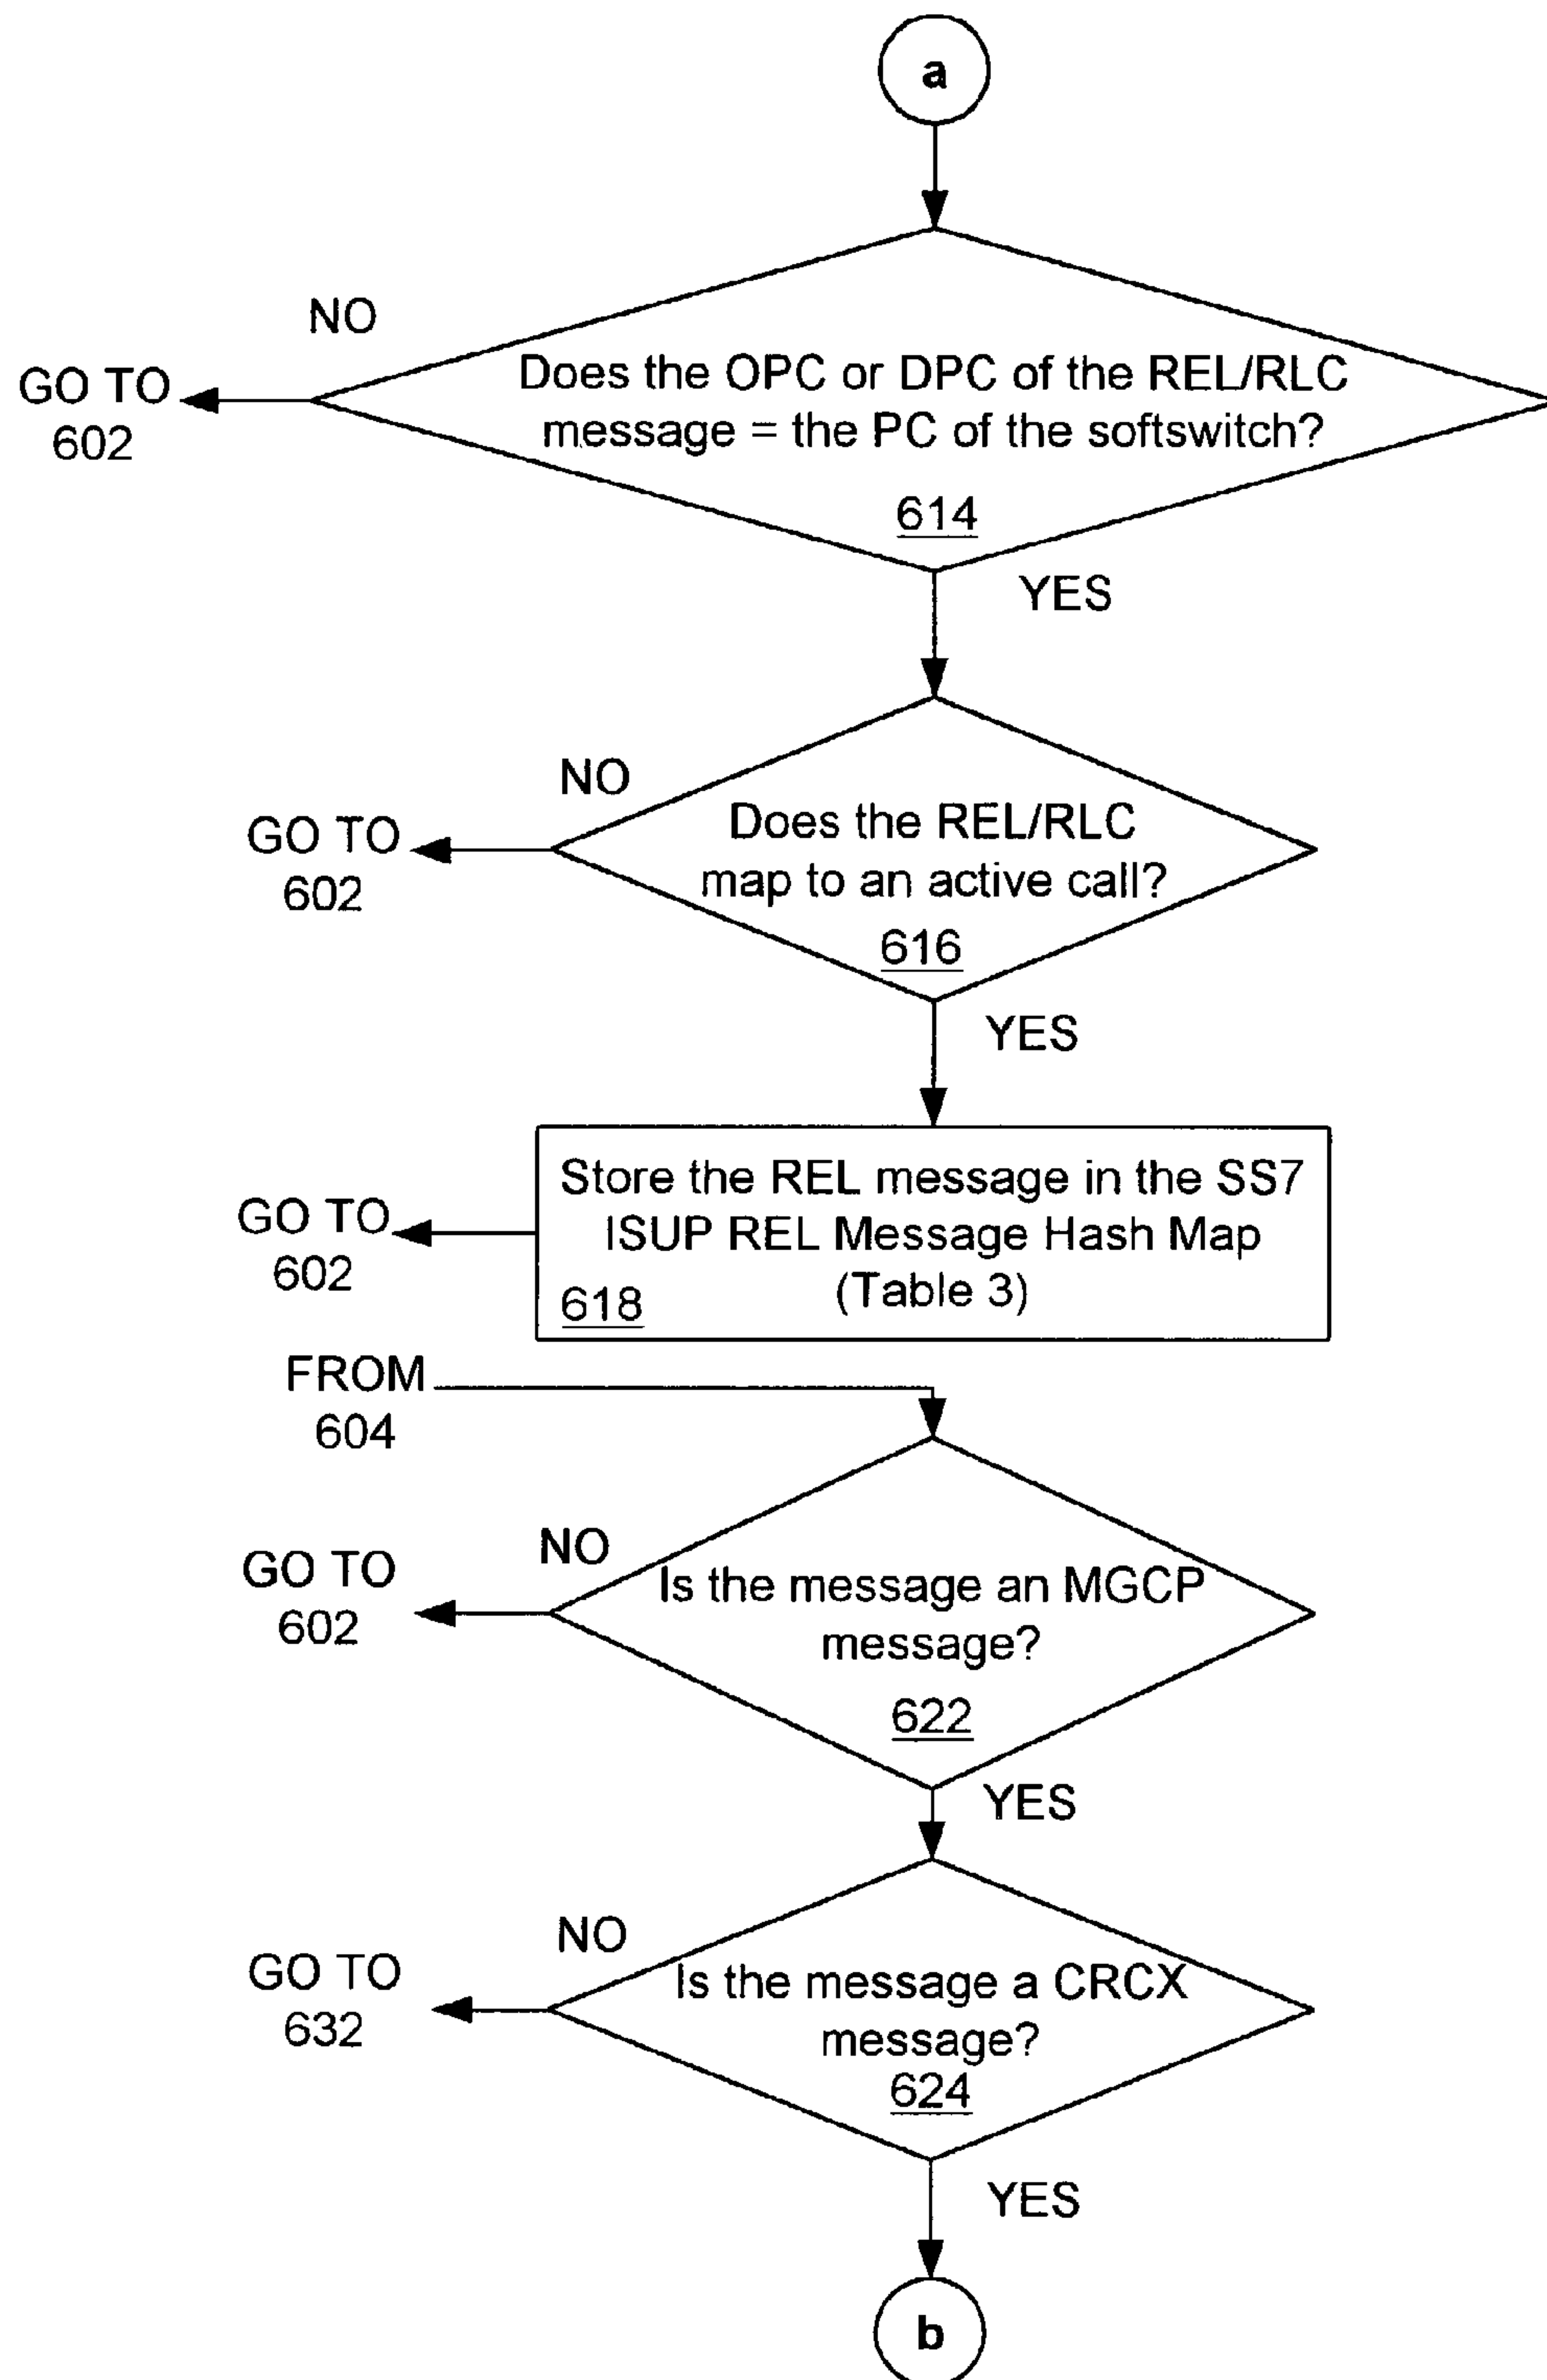 a
NO
GO TO
602
Does the OPC or DPC of the REL/RLC
message = the PC of the softswitch?
614
YES
NO
GO TO
602
Does the REL/RLC
map to an active call?
616
YES
GO TO
602
Store the REL message in the SS7
ISUP REL Message Hash Map
(Table 3)
618
FROM
604
NO
GO TO
602
Is the message an MGCP
message?
622
YES
NO
GO TO
632
Is the message a CRCX
message?
624
YES
b